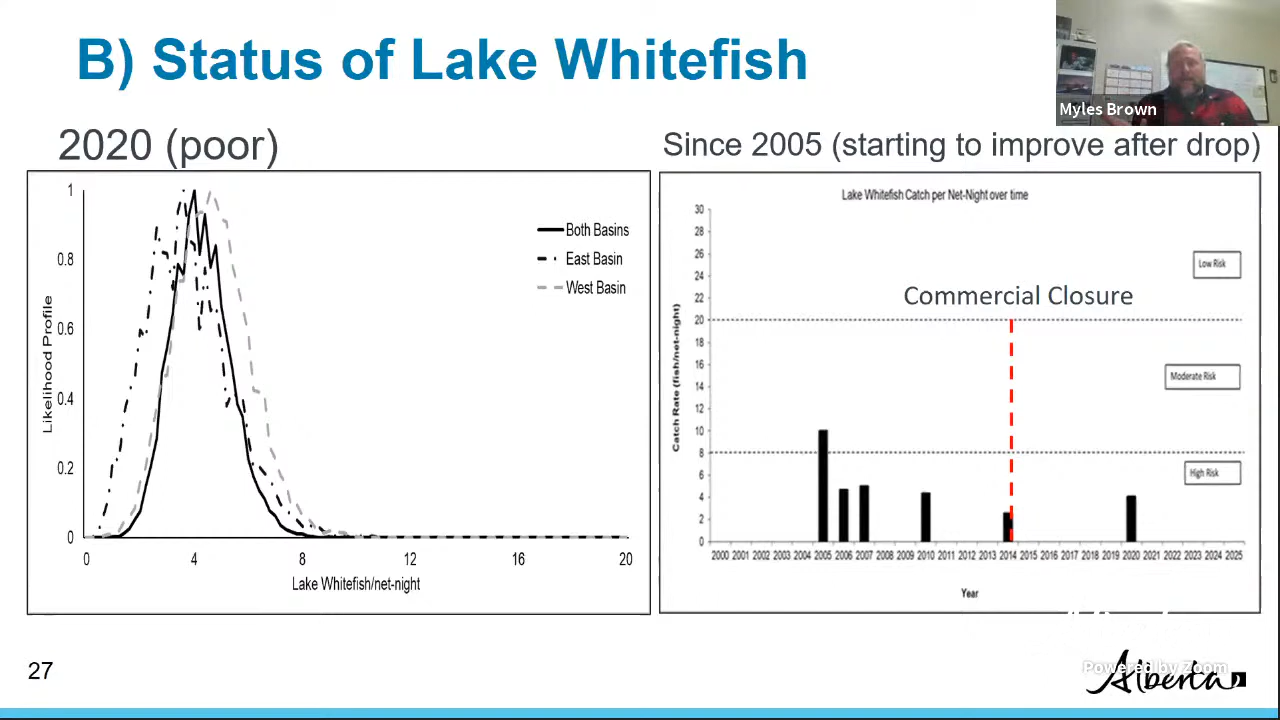 B) Status of Lake Whitefish
Myles Brown
2020 (poor)
Since 2005 (starting to improve after drop)
1
0.8
0.6
0.4
0.2
0
Likelihood Profile
Both Basins
East Basin
West Basin
0 4 8 12 16 20
Lake Whitefish/net-night
Lake Whitefish Catch per Net-Night over time
30
28
26
24
22
20
18
16
14
12
10
8
6
4
2
0
Catch Rate (fish/net-night)
Low Risk
Commercial Closure
Moderate Risk
High Risk
2000 2001 2002 2003 2004 2005 2006 2007 2008 2009 2010 2011 2012 2013 2014 2015 2016 2017 2018 2019 2020 2021 2022 2023 2024 2025
Year
27
Powered by Zoom
Alberta